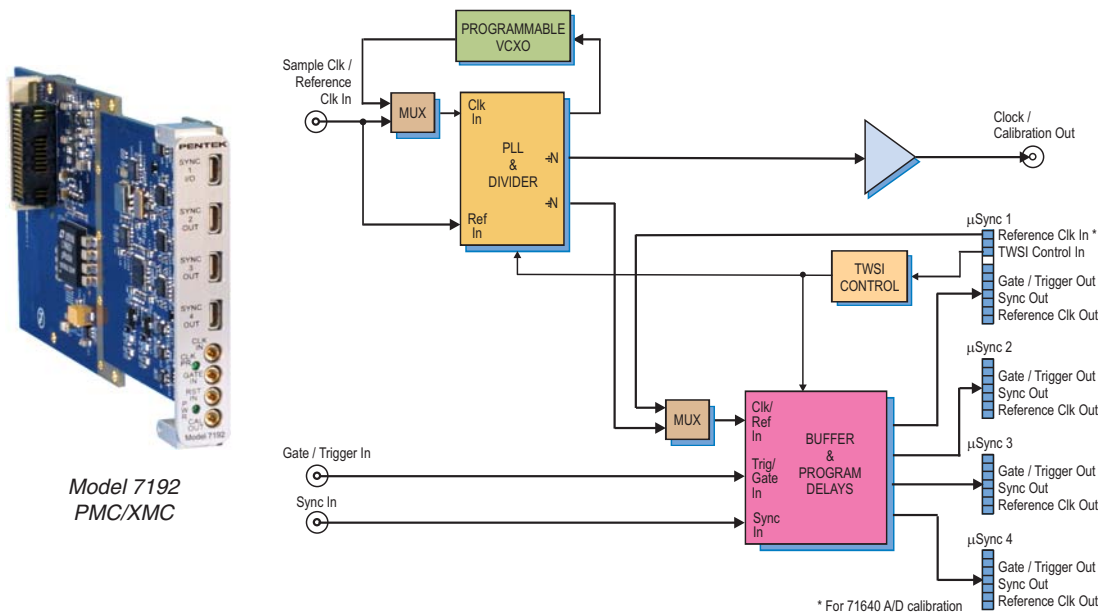 PENTEK
SYNC
1
I/O
SYNC
2
OUT
SYNC
3
OUT
SYNC
4
OUT
CLK
IN
CLK
PR
GATE
IN
RST
IN
P
W
R
CAL
OUT
Model 7192
Model 7192
PMC/XMC
PROGRAMMABLE
VCXO
Sample Clk /
Reference
Clk In
MUX
Clk
In
PLL
&
DIVIDER
÷N
÷N
Ref
In
Clock /
Calibration Out
TWSI
CONTROL
μSync 1
Reference Clk In *
TWSI Control In
Gate / Trigger Out
Sync Out
Reference Clk Out
μSync 2
Gate / Trigger Out
Sync Out
Reference Clk Out
MUX
Clk/
Ref
In
BUFFER
&
PROGRAM
DELAYS
Trig/
Gate
In
Sync
In
Gate / Trigger In
Sync In
μSync 3
Gate / Trigger Out
Sync Out
Reference Clk Out
μSync 4
Gate / Trigger Out
Sync Out
Reference Clk Out
* For 71640 A/D calibration